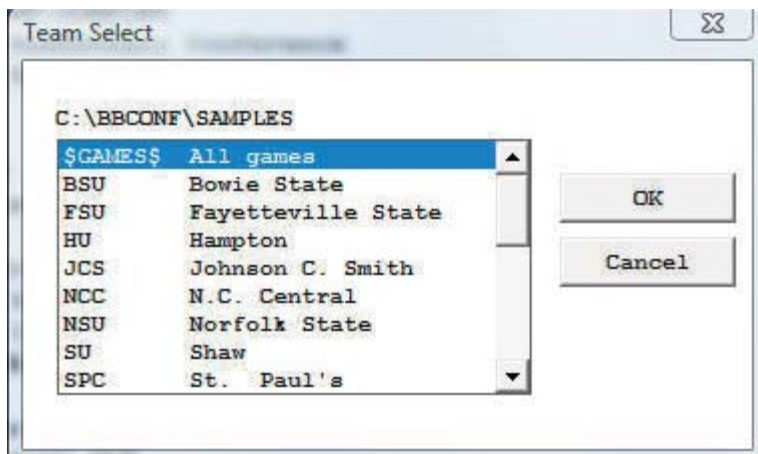 Team Select
C:\BBCONF\SAMPLES
$GAMES$ All games
BSU Bowie State
FSU Fayetteville State
HU Hampton
JCS Johnson C. Smith
NCC N.C. Central
NSU Norfolk State
SU Shaw
SPC St. Paul's
OK
Cancel